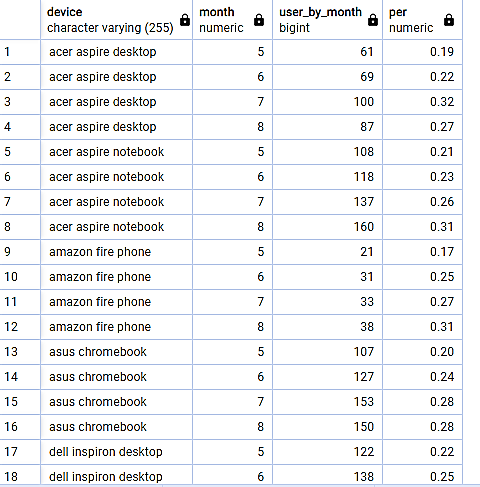 device month user_by_month per
character varying (255) numeric bigint numeric
1 acer aspire desktop 5 61 0.19
2 acer aspire desktop 6 69 0.22
3 acer aspire desktop 7 100 0.32
4 acer aspire desktop 8 87 0.27
5 acer aspire notebook 5 108 0.21
6 acer aspire notebook 6 118 0.23
7 acer aspire notebook 7 137 0.26
8 acer aspire notebook 8 160 0.31
9 amazon fire phone 5 21 0.17
10 amazon fire phone 6 31 0.25
11 amazon fire phone 7 33 0.27
12 amazon fire phone 8 38 0.31
13 asus chromebook 5 107 0.20
14 asus chromebook 6 127 0.24
15 asus chromebook 7 153 0.28
16 asus chromebook 8 150 0.28
17 dell inspiron desktop 5 122 0.22
18 dell inspiron desktop 6 138 0.25